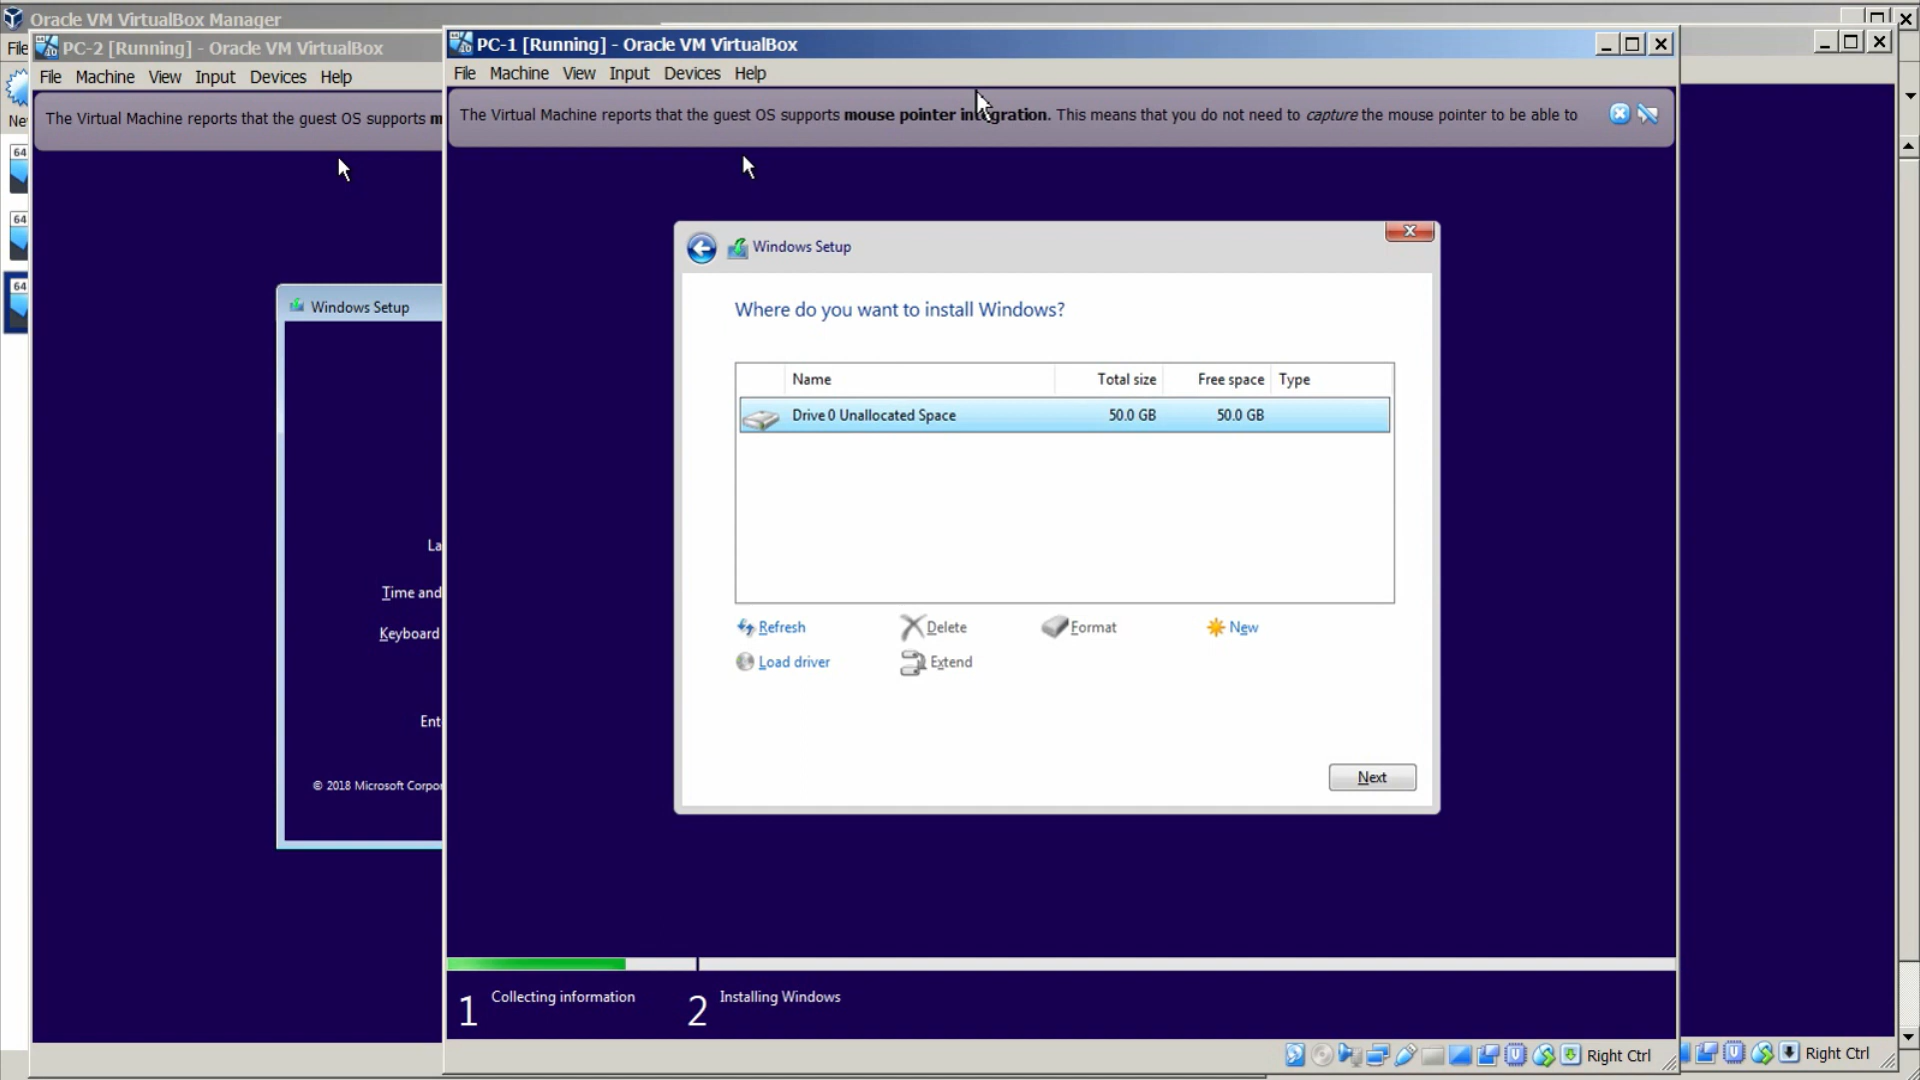 Oracle VM VirtualBox Manager
File
PC-2 [Running] - Oracle VM VirtualBox
File Machine View Input Devices Help
The Virtual Machine reports that the guest OS supports
64
64
64
Windows Setup
© 2018 Microsoft
PC-1 [Running] - Oracle VM VirtualBox
File Machine View Input Devices Help
The Virtual Machine reports that the guest OS supports mouse pointer integration. This means that you do not need to capture the mouse pointer to be able to
Windows Setup
Where do you want to install Windows?
Name Total size Free space Type
Drive 0 Unallocated Space 50.0 GB 50.0 GB
Refresh Delete Format New
Load driver Extend
Next
1 Collecting information 2 Installing Windows
Right Ctrl
Right Ctrl
Time and
Keyboard